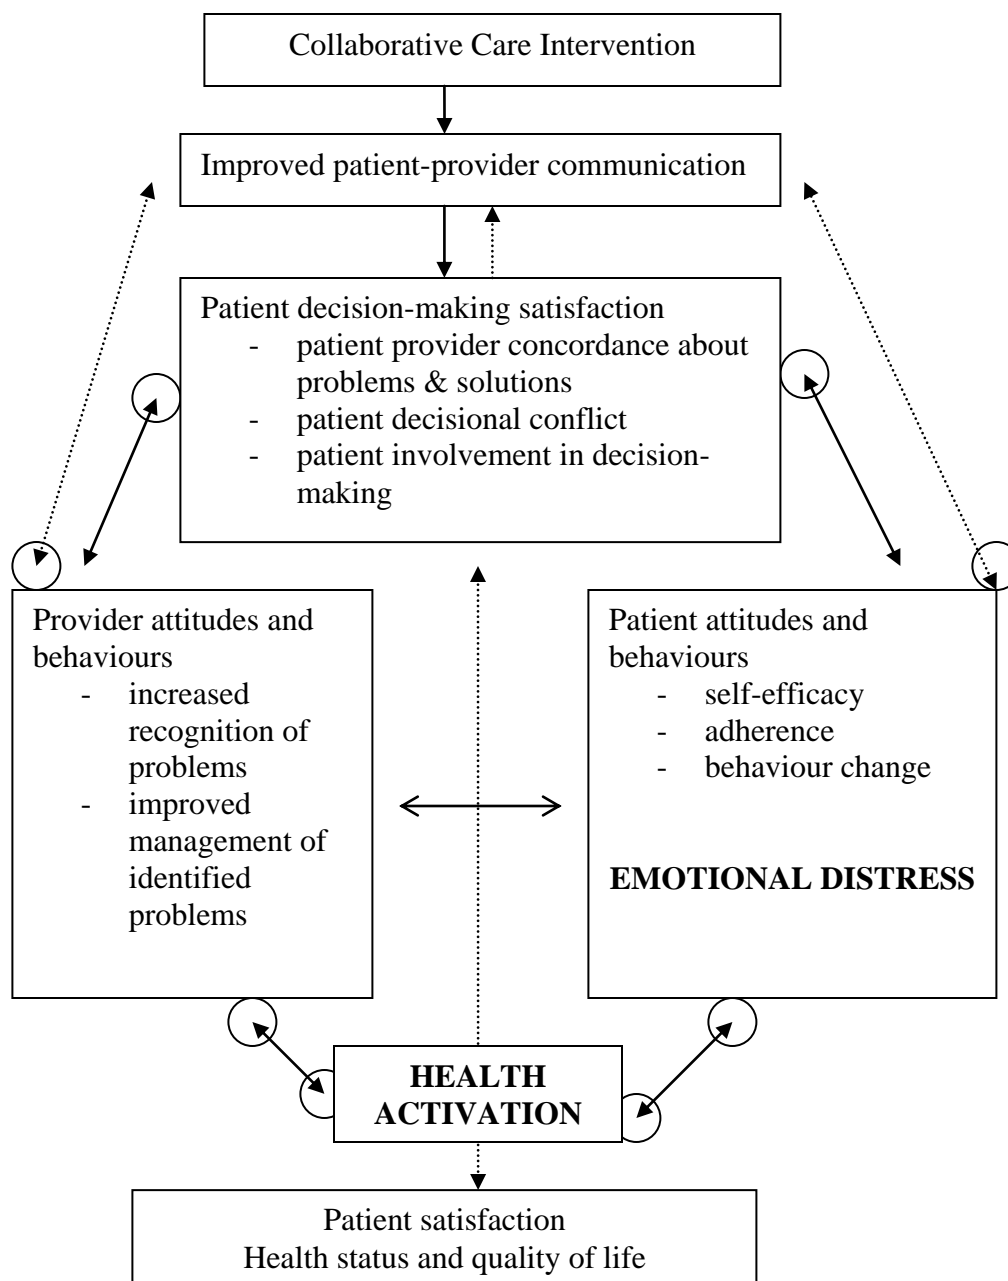 Collaborative Care Intervention
Improved patient-provider communication
Patient decision-making satisfaction
- patient provider concordance about
problems & solutions
- patient decisional conflict
- patient involvement in decision-
making
Provider attitudes and
behaviours
- increased
recognition of
problems
- improved
management of
identified
problems
Patient attitudes and
behaviours
- self-efficacy
- adherence
- behaviour change
EMOTIONAL DISTRESS
HEALTH
ACTIVATION
Patient satisfaction
Health status and quality of life